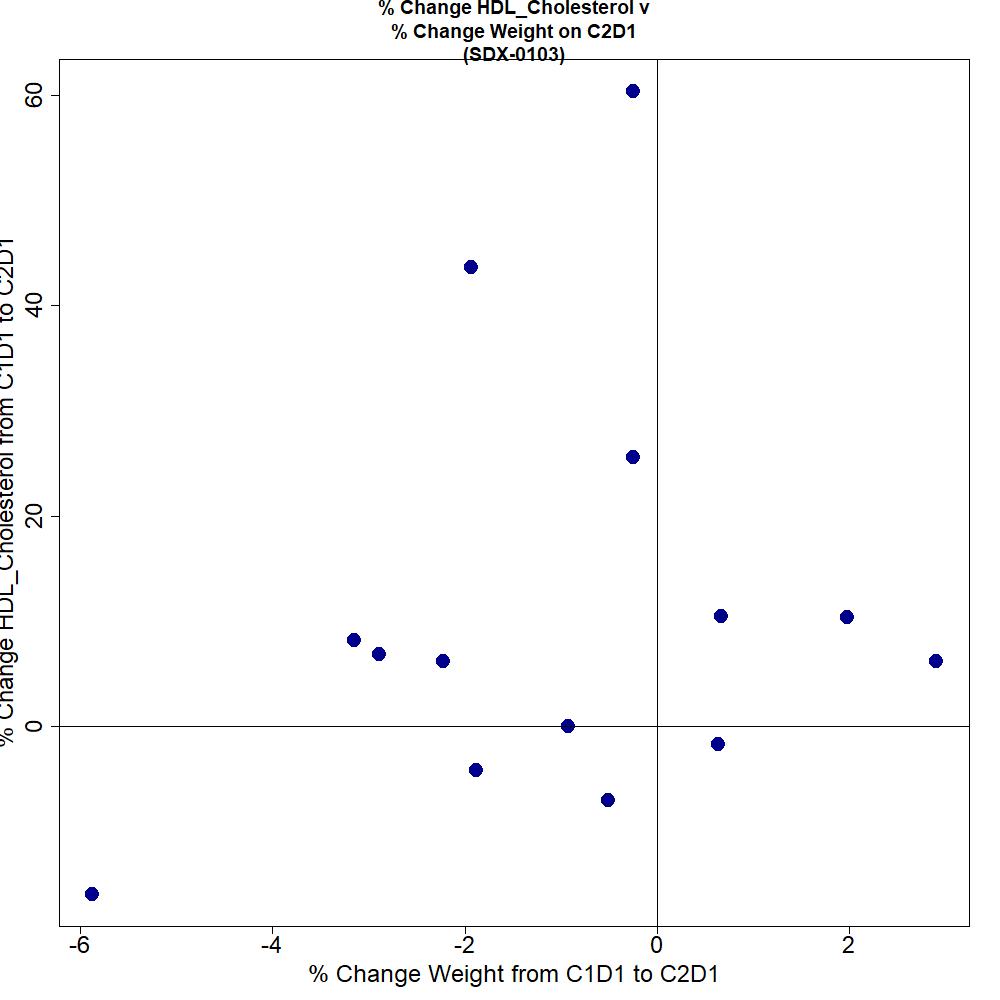 % Change HDL_Cholesterol v
% Change Weight on C2D1
(SDX-0103)
% Change HDL_Cholesterol from C1D1 to C2D1
60
40
20
0
-6
-4
-2
0
2
% Change Weight from C1D1 to C2D1